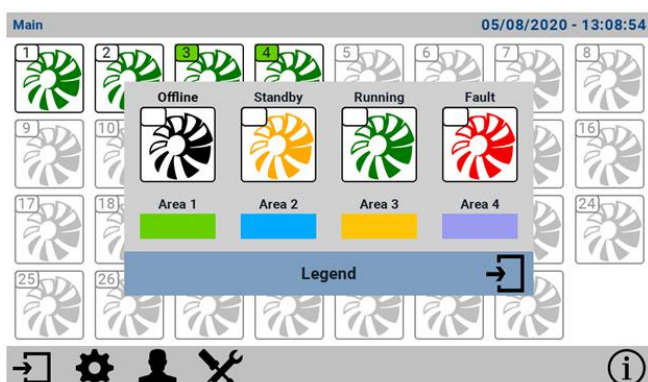 Main 05/08/2020 - 13:08:54
1 2 3 4 5 6 7 8
Offline Standby Running Fault
9 10 16
Area 1 Area 2 Area 3 Area 4
17 18 24
Legend
25 26
i